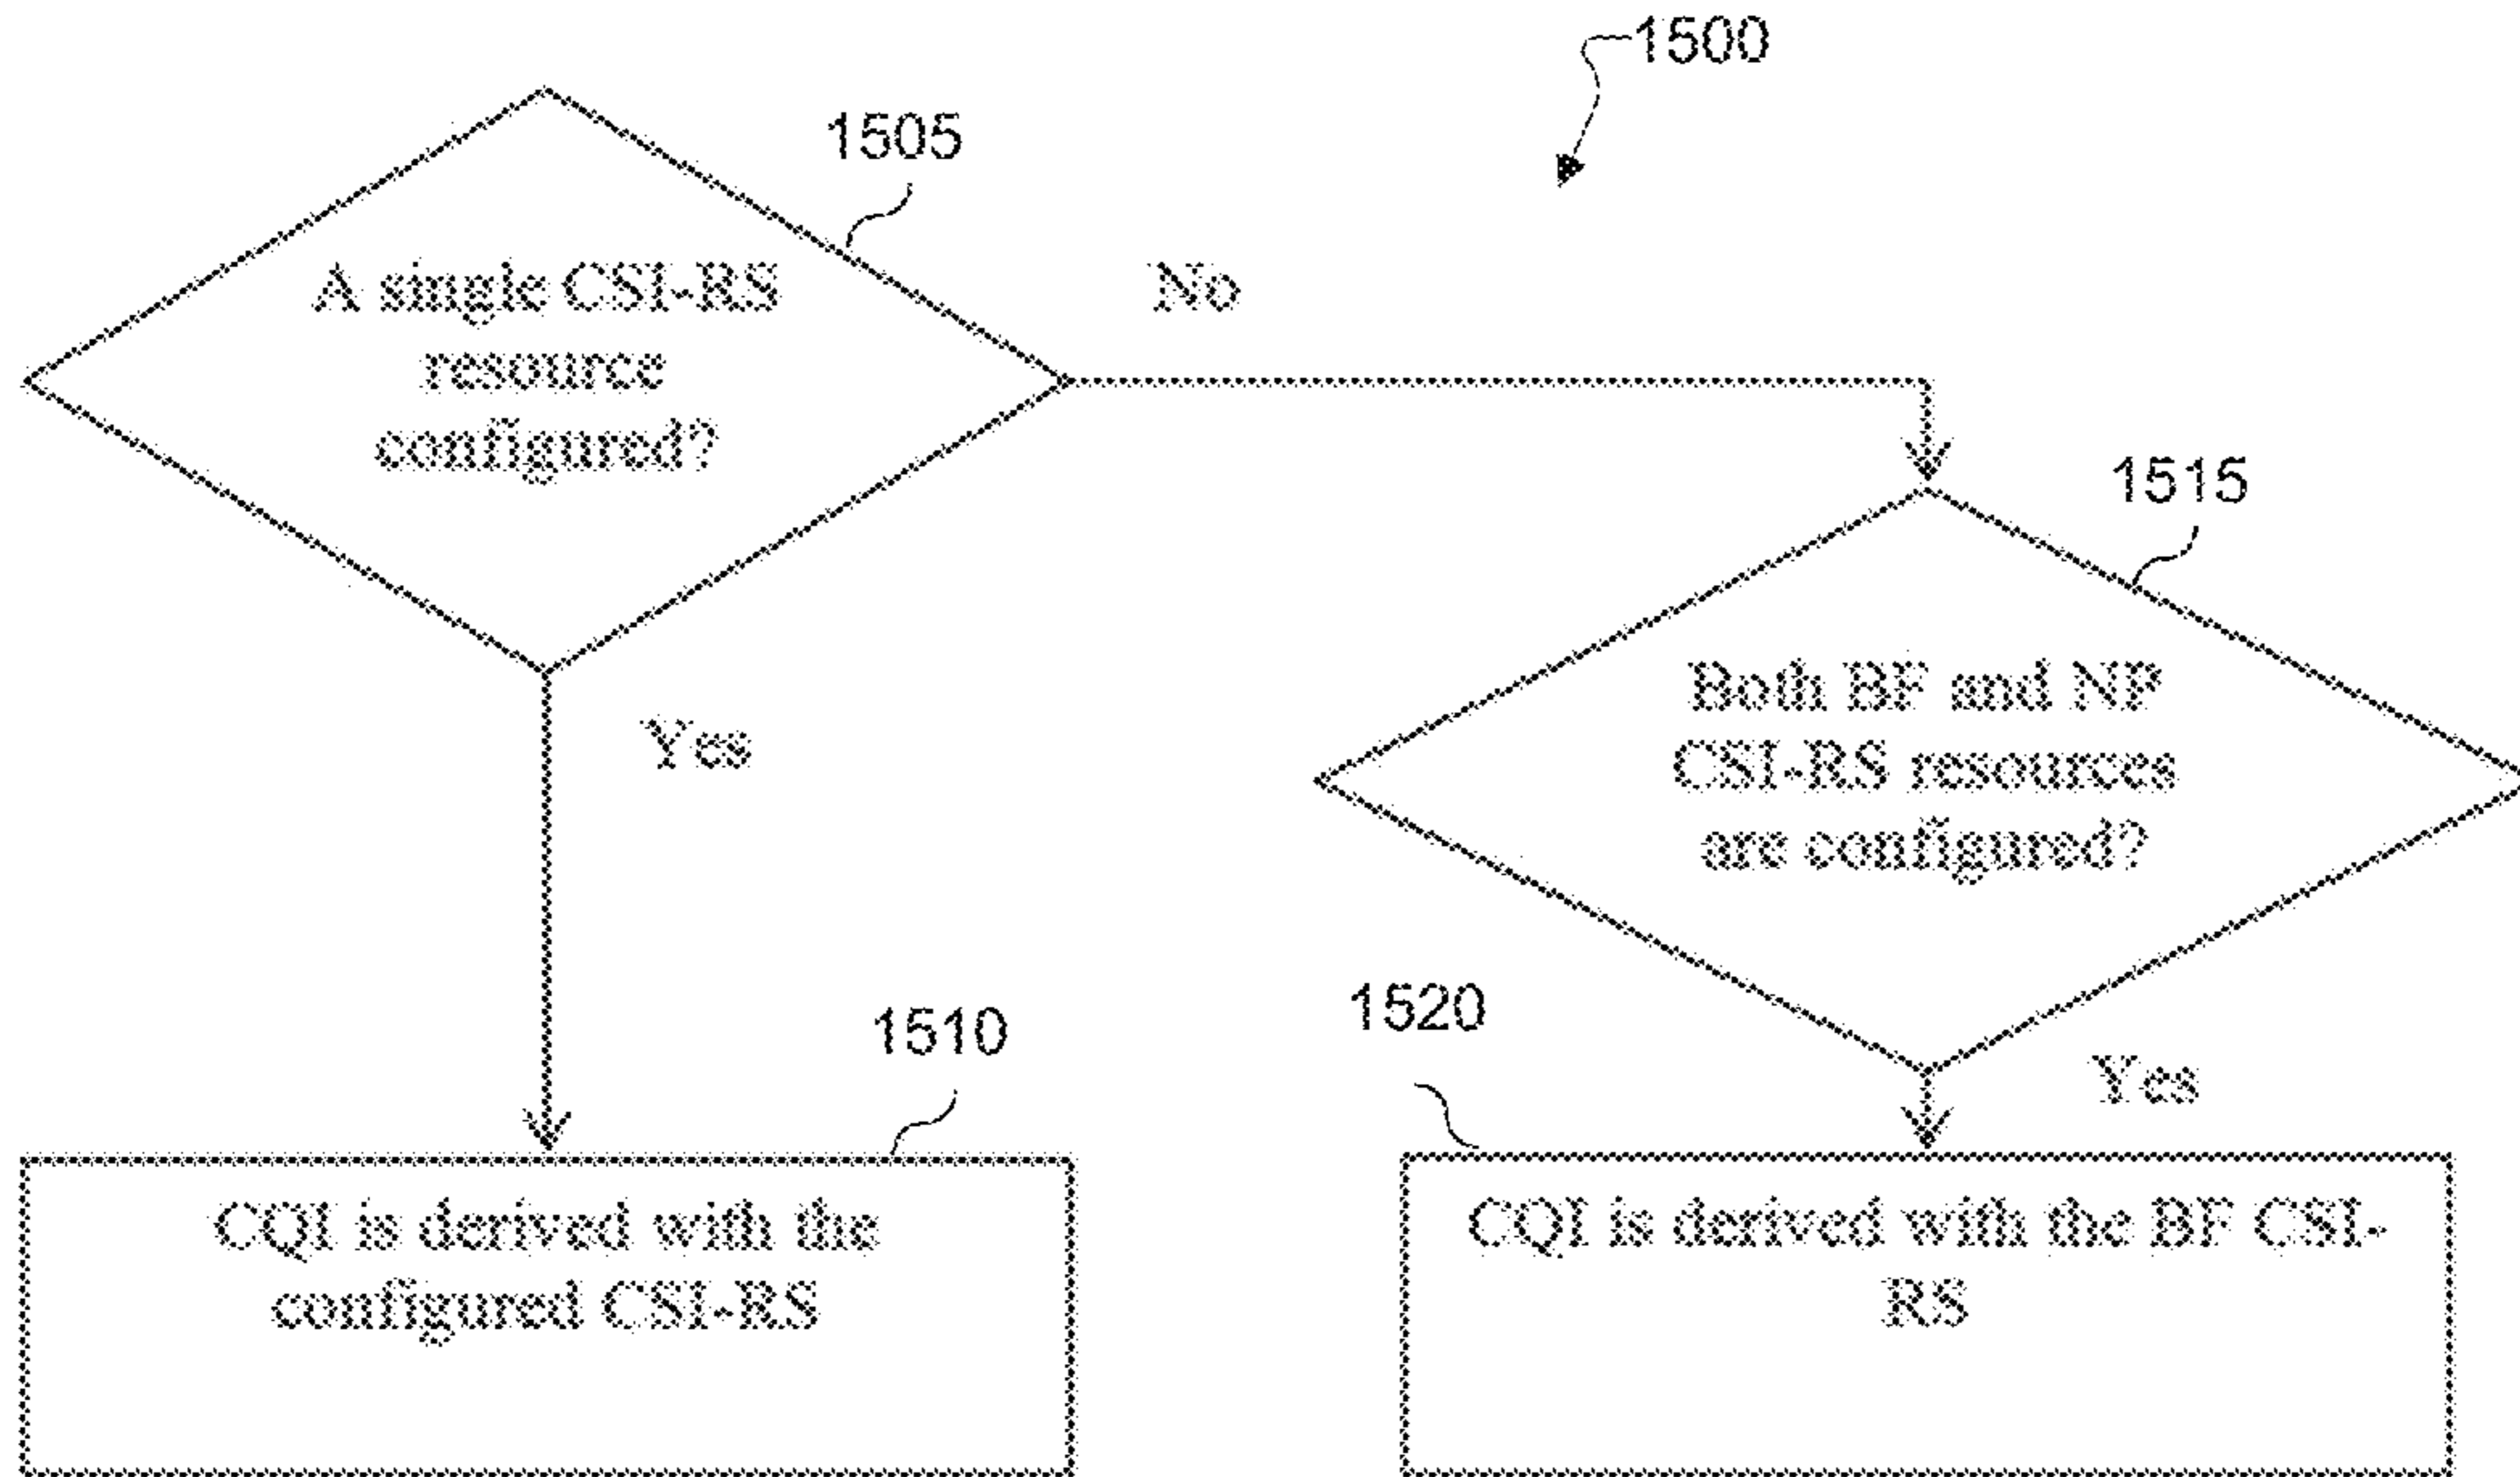 1500
1505
A single CSI-RS
resource
configured?
No
1515
Both BF and NP
CSI-RS resources
are configured?
Yes
Yes
1510
CQI is derived with the
configured CSI-RS
1520
CQI is derived with the BF CSI-
RS